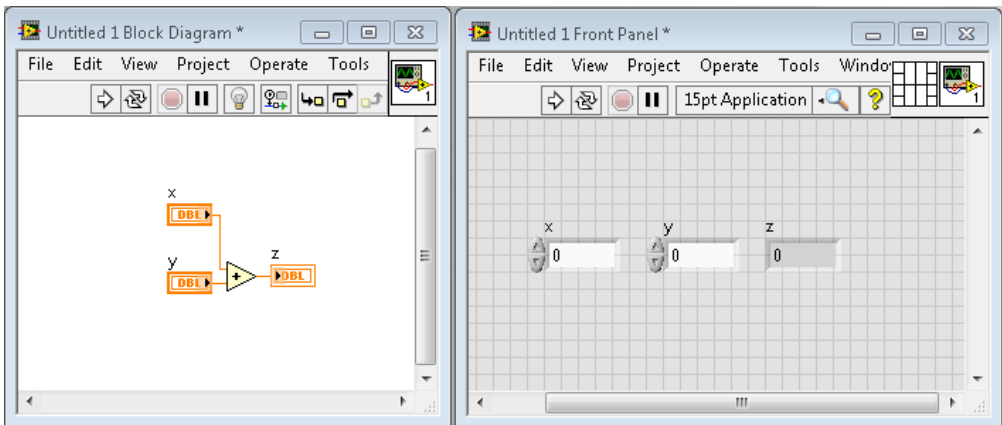 Untitled 1 Block Diagram *
File Edit View Project Operate Tools
1
x
DBL
y
DBL
+
z
DBL
Untitled 1 Front Panel *
File Edit View Project Operate Tools Windo
15pt Application
?
1
x y z
0 0 0